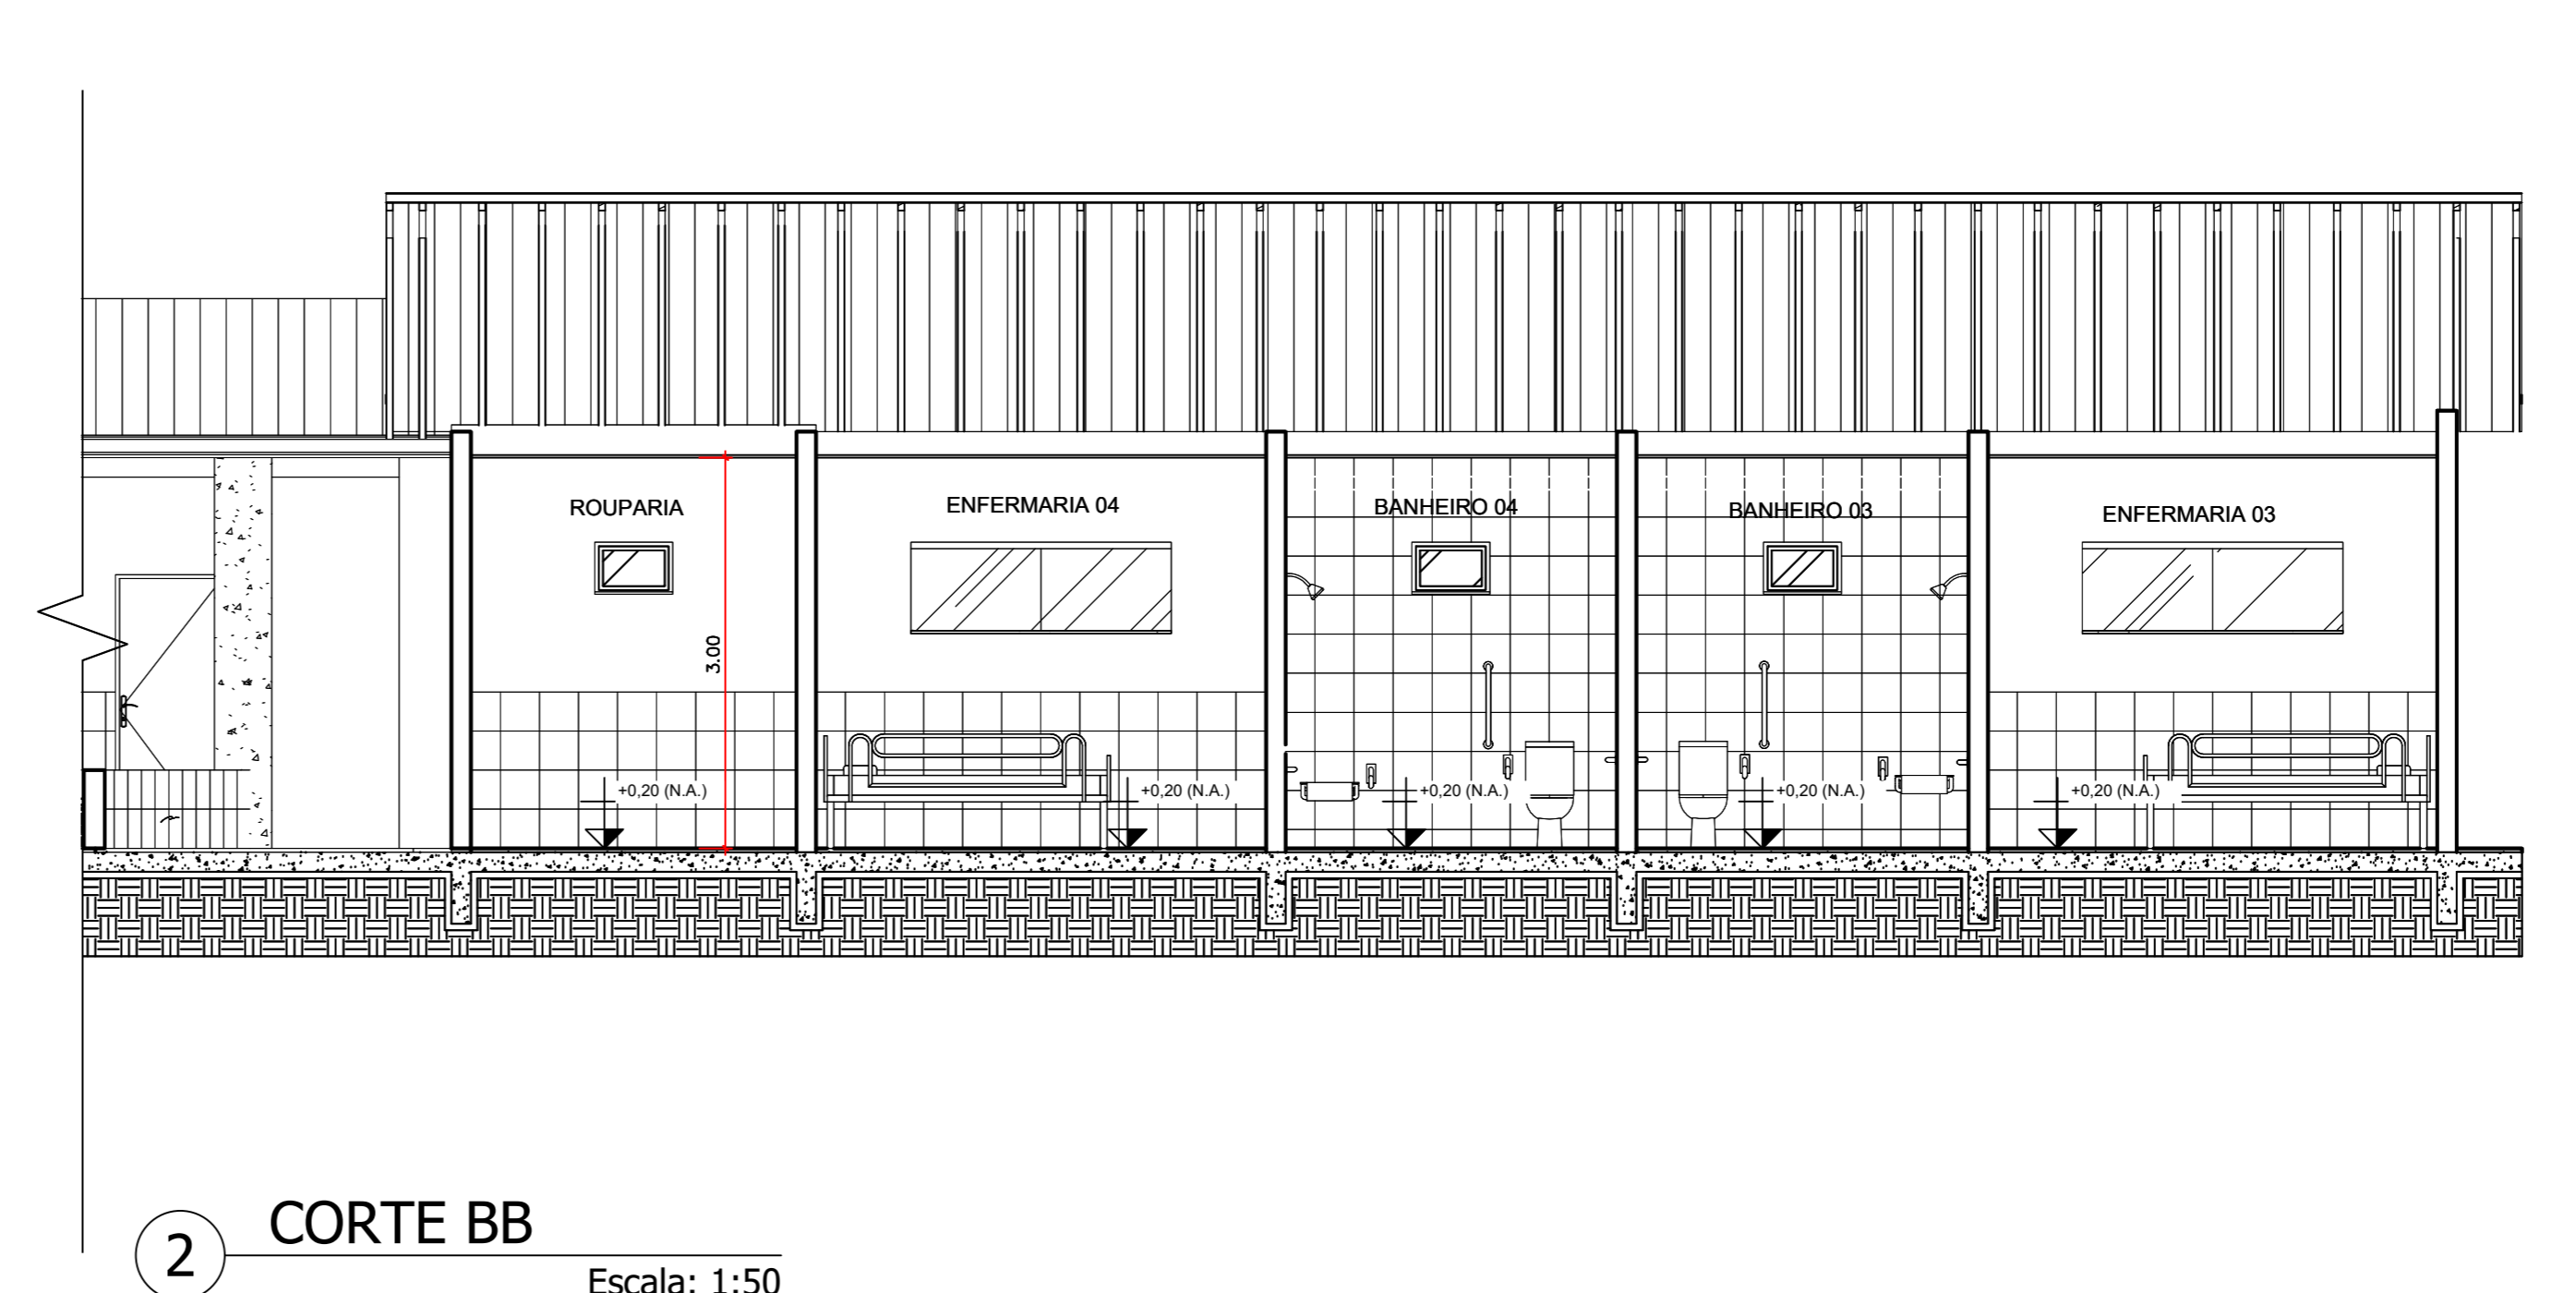 ROUPARIA
ENFERMARIA 04
BANHEIRO 04
BANHEIRO 03
ENFERMARIA 03
3.00
+0,20 (N.A.)
+0,20 (N.A.)
+0,20 (N.A.)
+0,20 (N.A.)
+0,20 (N.A.)
2
CORTE BB
Escala: 1:50